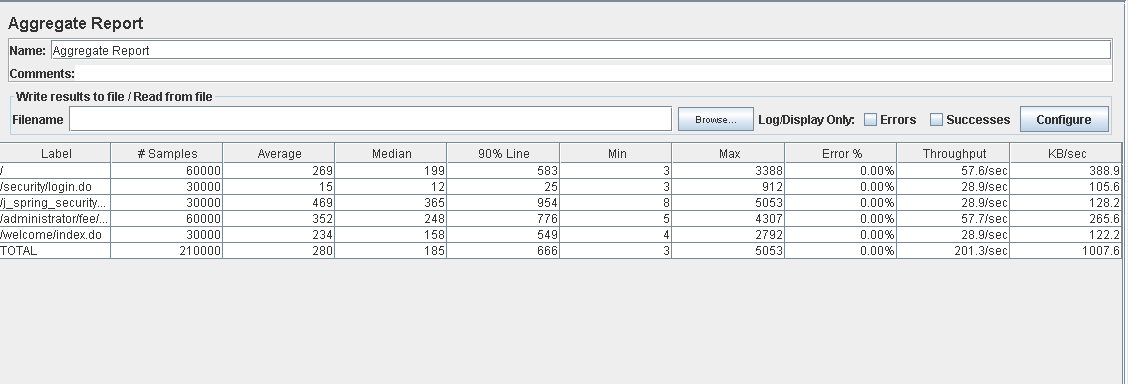 Aggregate Report
Name: Aggregate Report
Comments:
Write results to file / Read from file
Filename Browse... Log/Display Only: Errors Successes Configure
Label # Samples Average Median 90% Line Min Max Error % Throughput KB/sec
/ 60000 269 199 583 3 3388 0.00% 57.6/sec 388.9
/security/login.do 30000 15 12 25 3 912 0.00% 28.9/sec 105.6
/j_spring_security... 30000 469 365 954 8 5053 0.00% 28.9/sec 128.2
/administrator/fee/... 60000 352 248 776 5 4307 0.00% 57.7/sec 265.6
/welcome/index.do 30000 234 158 549 4 2792 0.00% 28.9/sec 122.2
TOTAL 210000 280 185 666 3 5053 0.00% 201.3/sec 1007.6